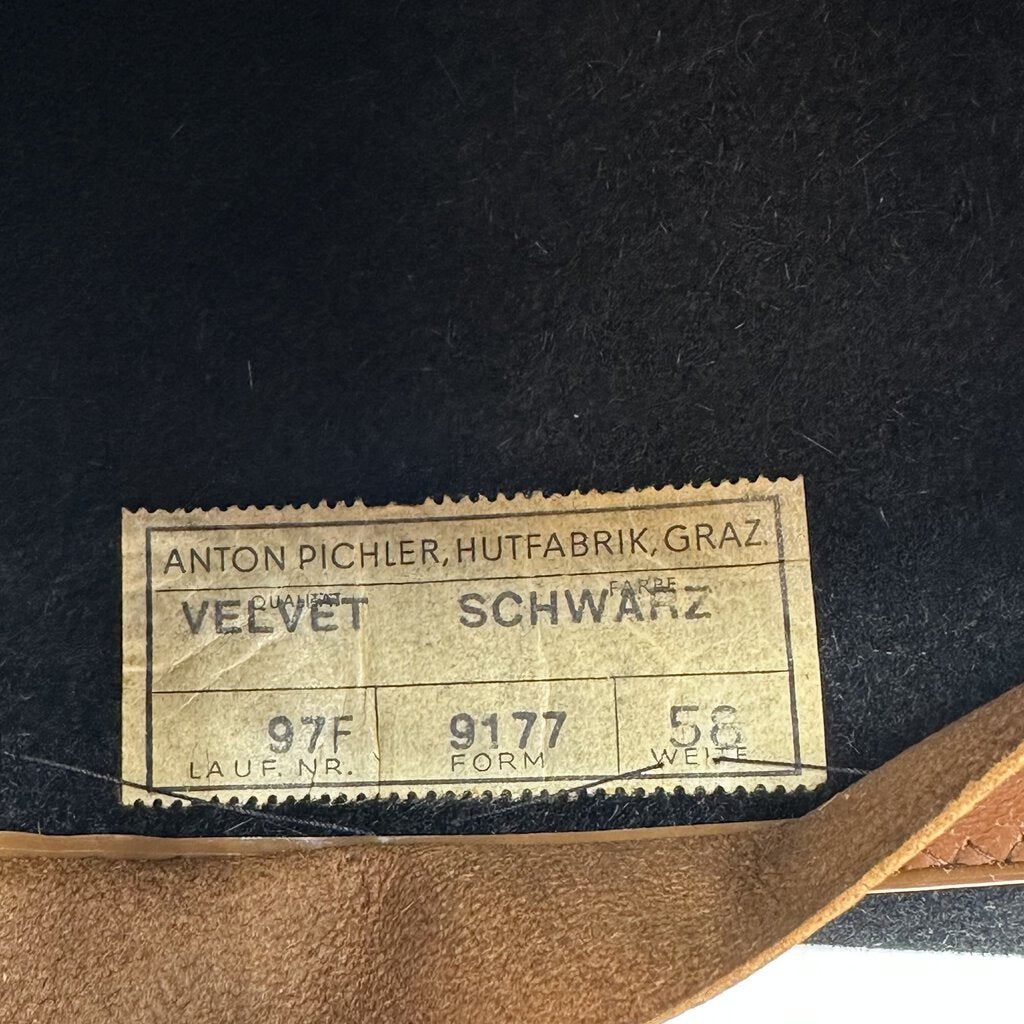 ANTON PICHLER, HUTFABRIK, GRAZ.
QUALITÄT FARBE
VELVET SCHWARZ
97F 9177 58
LAUF. NR. FORM WEITE